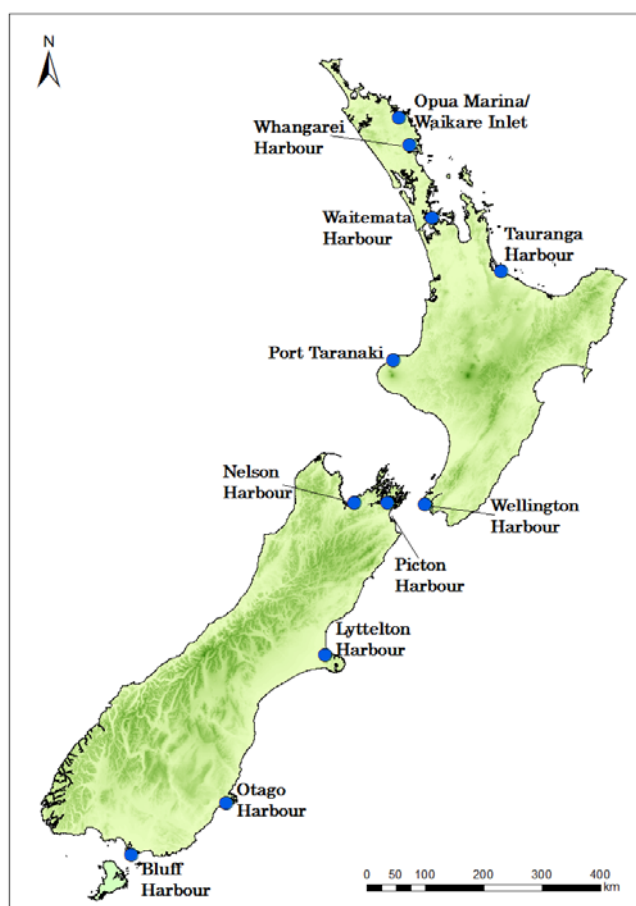 N
Opua Marina/
Waikare Inlet
Whangarei
Harbour
Waitemata
Harbour
Tauranga
Harbour
Port Taranaki
Nelson
Harbour
Wellington
Harbour
Picton
Harbour
Lyttelton
Harbour
Otago
Harbour
Bluff
Harbour
0 50 100 200 300 400
km